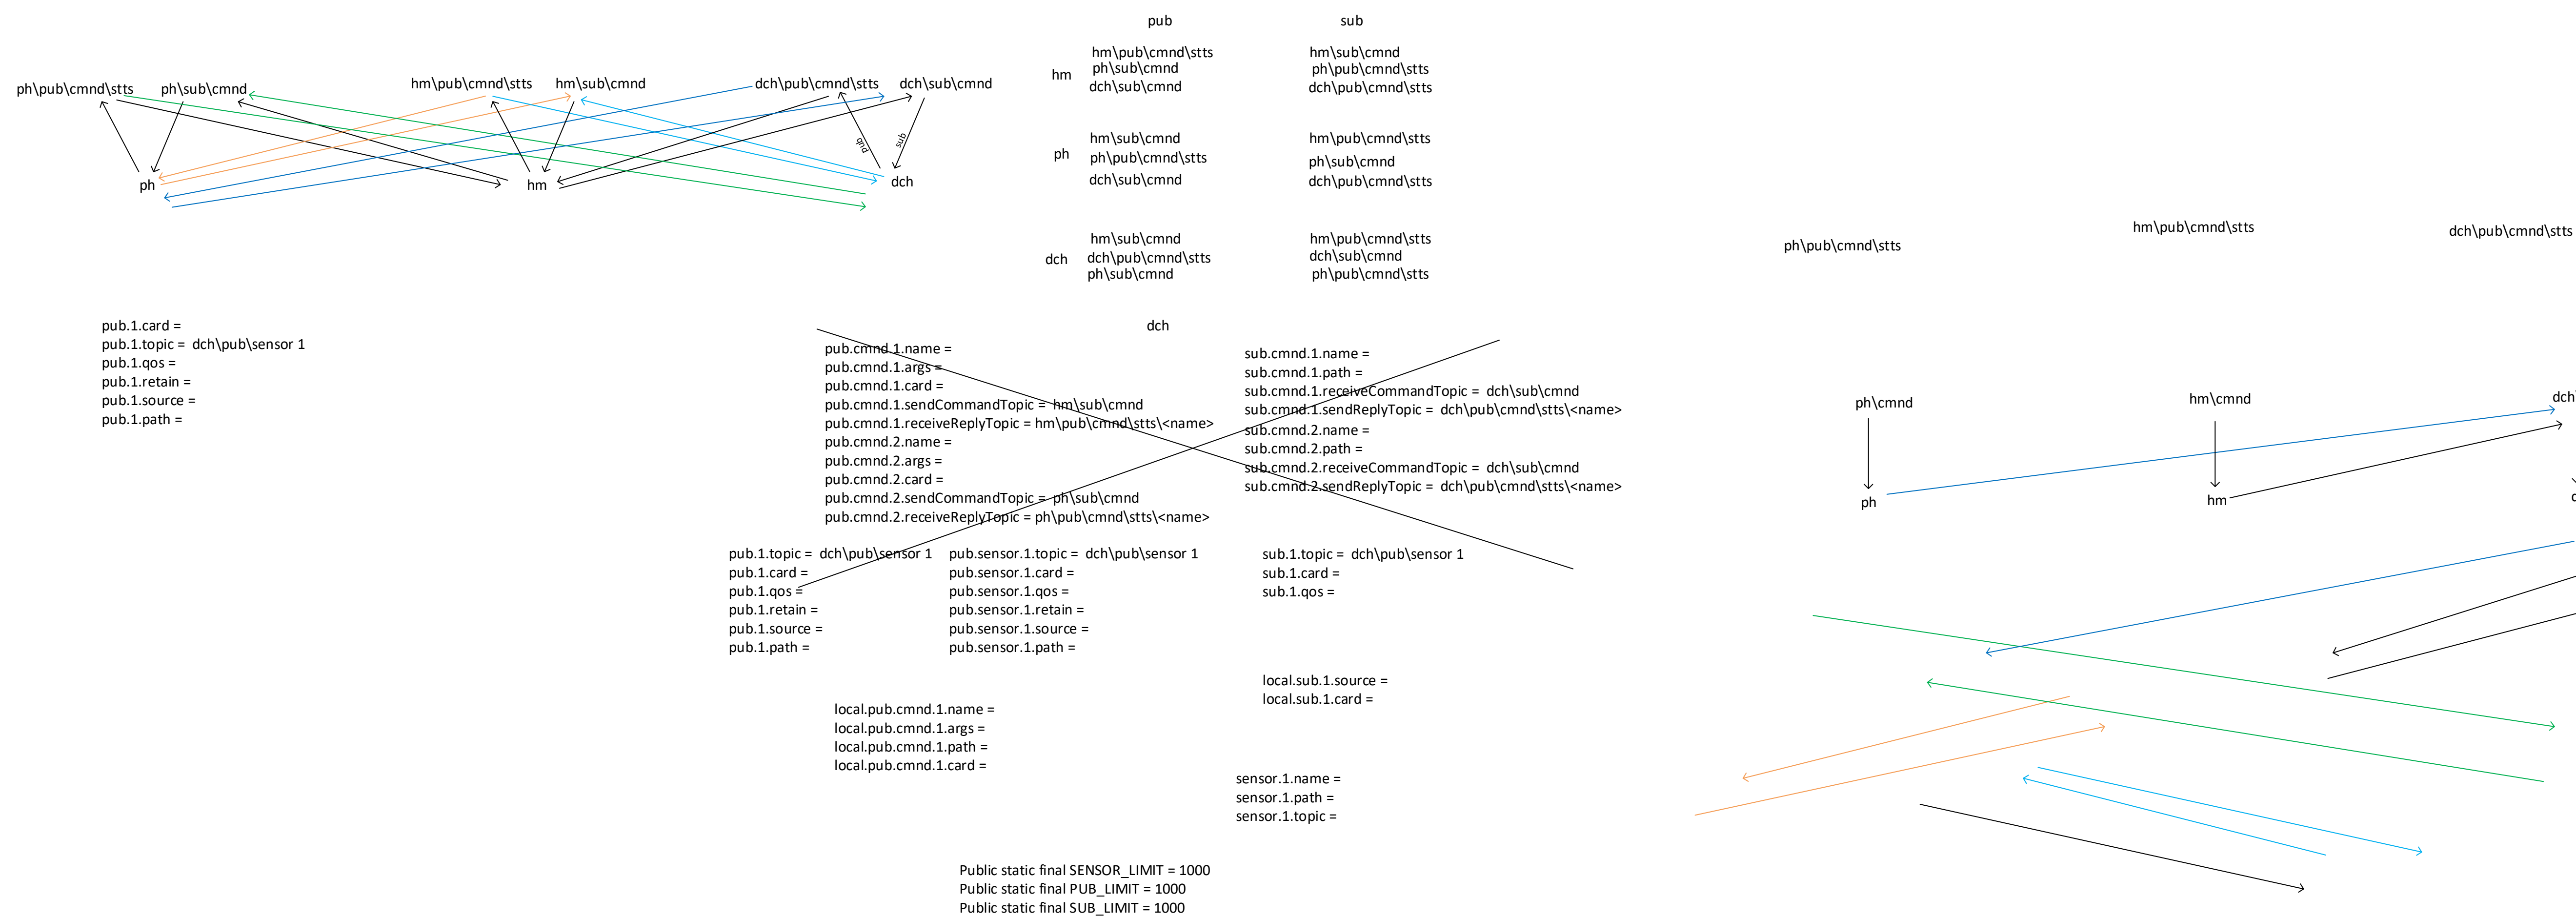 pub
sub
hm\pub\cmnd\stts
hm\sub\cmnd
hm
ph\sub\cmnd
ph\pub\cmnd\stts
dch\sub\cmnd
dch\pub\cmnd\stts
ph\pub\cmnd\stts
ph\sub\cmnd
hm\pub\cmnd\stts
hm\sub\cmnd
dch\pub\cmnd\stts
dch\sub\cmnd
pub
sub
ph
hm
dch
hm\sub\cmnd
hm\pub\cmnd\stts
ph
ph\pub\cmnd\stts
ph\sub\cmnd
dch\sub\cmnd
dch\pub\cmnd\stts
hm\sub\cmnd
hm\pub\cmnd\stts
dch
dch\pub\cmnd\stts
dch\sub\cmnd
ph\sub\cmnd
ph\pub\cmnd\stts
ph\pub\cmnd\stts
hm\pub\cmnd\stts
dch\pub\cmnd\stts
pub.1.card =
pub.1.topic = dch\pub\sensor 1
pub.1.qos =
pub.1.retain =
pub.1.source =
pub.1.path =
dch
pub.cmnd.1.name =
pub.cmnd.1.args =
pub.cmnd.1.card =
pub.cmnd.1.sendCommandTopic = hm\sub\cmnd
pub.cmnd.1.receiveReplyTopic = hm\pub\cmnd\stts\<name>
pub.cmnd.2.name =
pub.cmnd.2.args =
pub.cmnd.2.card =
pub.cmnd.2.sendCommandTopic = ph\sub\cmnd
pub.cmnd.2.receiveReplyTopic = ph\pub\cmnd\stts\<name>
sub.cmnd.1.name =
sub.cmnd.1.path =
sub.cmnd.1.receiveCommandTopic = dch\sub\cmnd
sub.cmnd.1.sendReplyTopic = dch\pub\cmnd\stts\<name>
sub.cmnd.2.name =
sub.cmnd.2.path =
sub.cmnd.2.receiveCommandTopic = dch\sub\cmnd
sub.cmnd.2.sendReplyTopic = dch\pub\cmnd\stts\<name>
ph\cmnd
hm\cmnd
dch\
ph
hm
pub.1.topic = dch\pub\sensor 1
pub.1.card =
pub.1.qos =
pub.1.retain =
pub.1.source =
pub.1.path =
pub.sensor.1.topic = dch\pub\sensor 1
pub.sensor.1.card =
pub.sensor.1.qos =
pub.sensor.1.retain =
pub.sensor.1.source =
pub.sensor.1.path =
sub.1.topic = dch\pub\sensor 1
sub.1.card =
sub.1.qos =
local.sub.1.source =
local.sub.1.card =
local.pub.cmnd.1.name =
local.pub.cmnd.1.args =
local.pub.cmnd.1.path =
local.pub.cmnd.1.card =
sensor.1.name =
sensor.1.path =
sensor.1.topic =
Public static final SENSOR_LIMIT = 1000
Public static final PUB_LIMIT = 1000
Public static final SUB_LIMIT = 1000